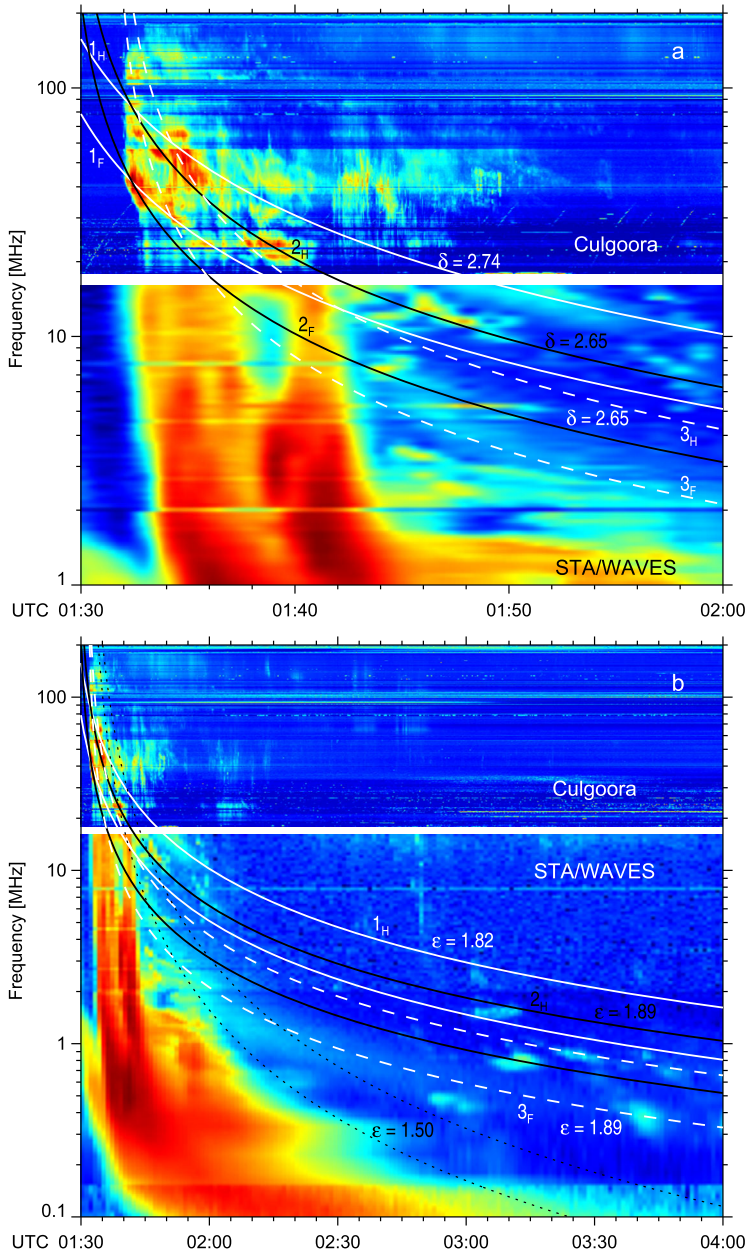 a
1H
100
1F
Frequency [MHz]
Culgoora
2H
δ = 2.74
10
2F
δ = 2.65
δ = 2.65
3H
3F
STA/WAVES
1
UTC 01:30 01:40 01:50 02:00
b
100
Culgoora
Frequency [MHz]
10
STA/WAVES
1H
ε = 1.82
2H
ε = 1.89
1
3F
ε = 1.50
ε = 1.89
0.1
UTC 01:30 02:00 02:30 03:00 03:30 04:00